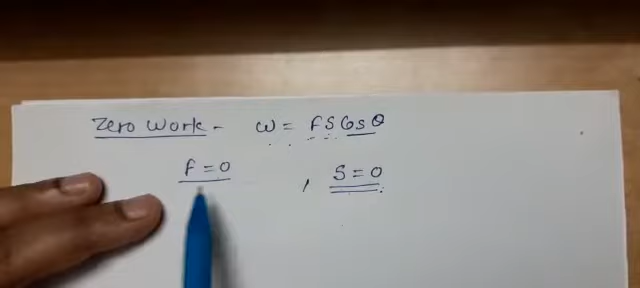 Zero Work - W = FS Cos θ
F = 0 , S = 0